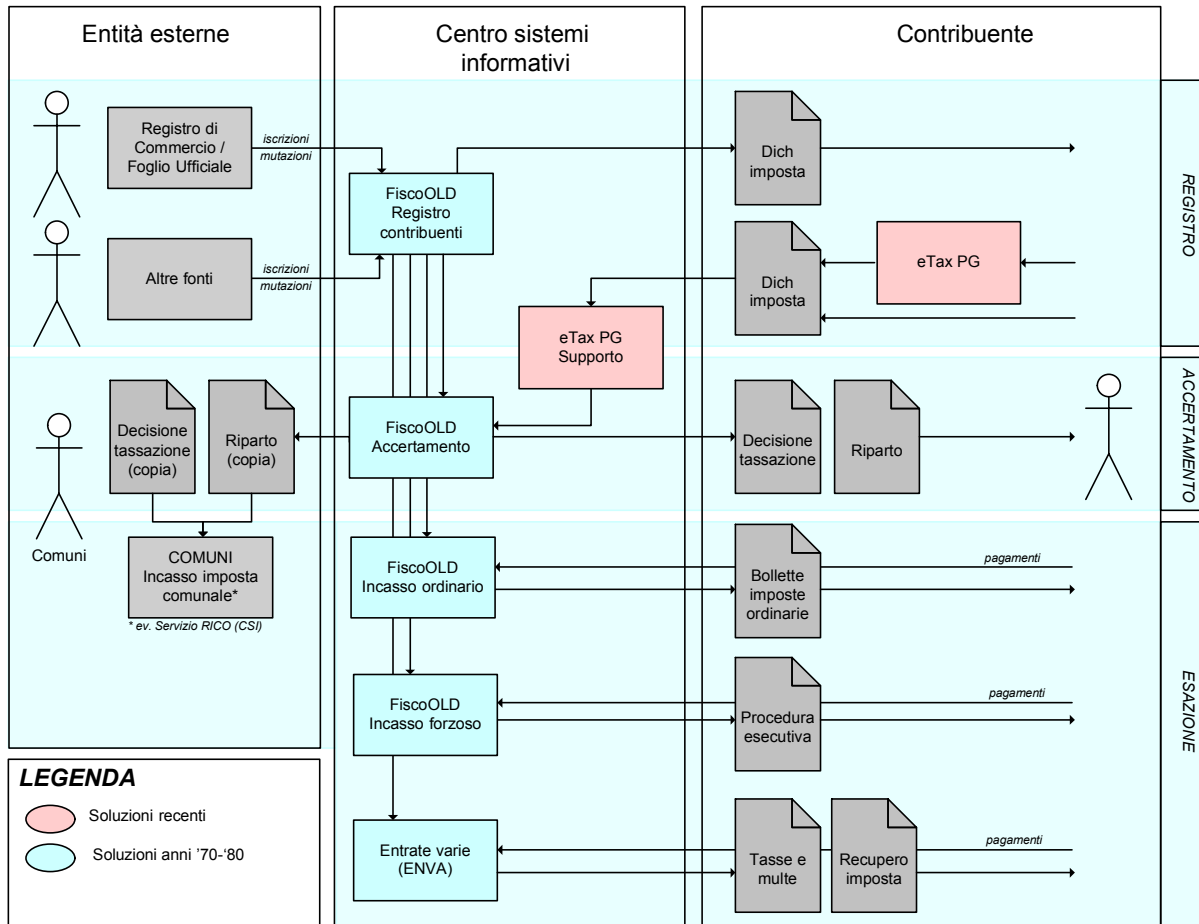 Entità esterne
Centro sistemi
informativi
Contribuente
Registro di
Commercio /
Foglio Ufficiale
iscrizioni
mutazioni
FiscoOLD
Registro
contribuenti
Dich
imposta
REGISTRO
Altre fonti
iscrizioni
mutazioni
Dich
imposta
eTax PG
eTax PG
Supporto
Comuni
Decisione
tassazione
(copia)
Riparto
(copia)
FiscoOLD
Accertamento
Decisione
tassazione
Riparto
ACCERTAMENTO
COMUNI
Incasso imposta
comunale*
* ev. Servizio RICO (CSI)
FiscoOLD
Incasso ordinario
Bollette
imposte
ordinarie
pagamenti
ESAZIONE
FiscoOLD
Incasso forzoso
Procedura
esecutiva
pagamenti
Entrate varie
(ENVA)
Tasse e
multe
Recupero
imposta
pagamenti
LEGENDA
Soluzioni recenti
Soluzioni anni '70-'80